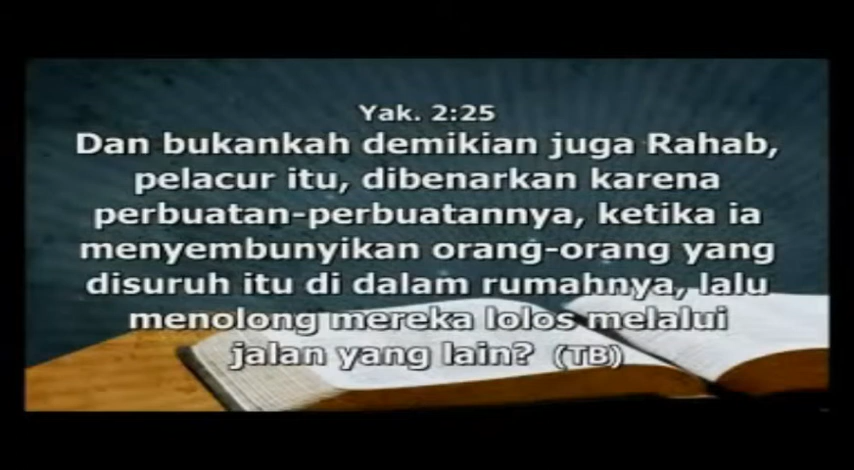 Yak. 2:25
Dan bukankah demikian juga Rahab,
pelacur itu, dibenarkan karena
perbuatan-perbuatannya, ketika ia
menyembunyikan orang-orang yang
disuruh itu di dalam rumahnya, lalu
menolong mereka lolos melalui
jalan yang lain? (TB)